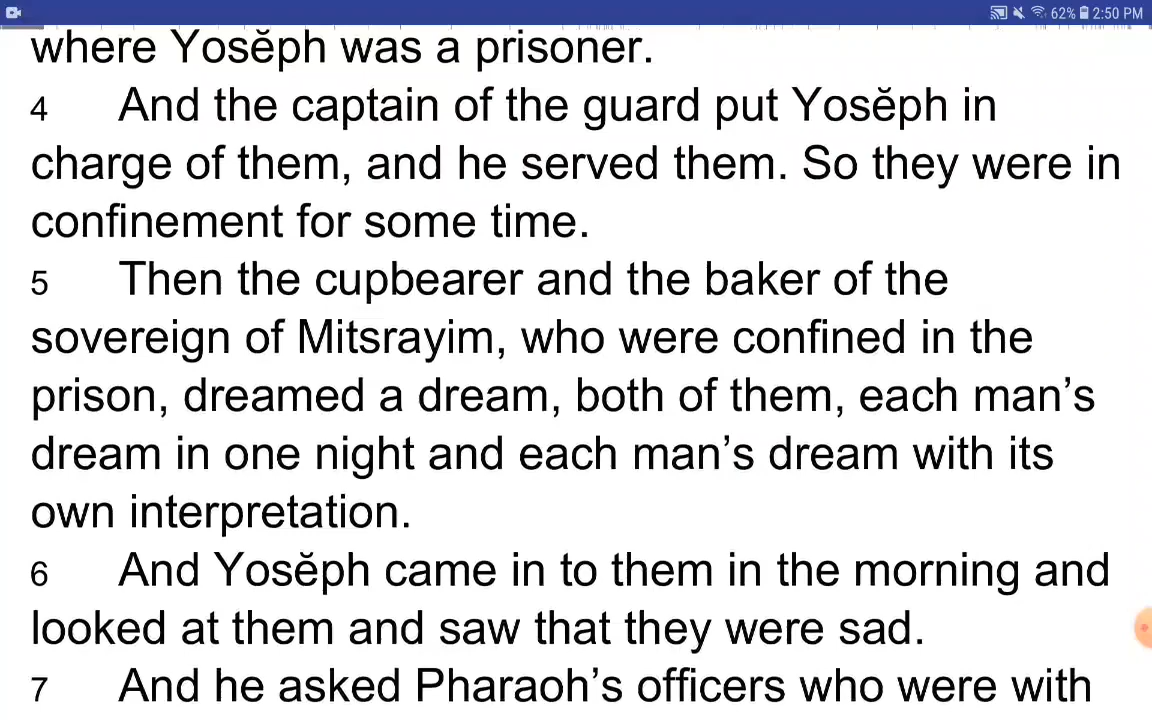 62% 2:50 PM
where Yosĕph was a prisoner.
4 And the captain of the guard put Yosĕph in
charge of them, and he served them. So they were in
confinement for some time.
5 Then the cupbearer and the baker of the
sovereign of Mitsrayim, who were confined in the
prison, dreamed a dream, both of them, each man’s
dream in one night and each man’s dream with its
own interpretation.
6 And Yosĕph came in to them in the morning and
looked at them and saw that they were sad.
7 And he asked Pharaoh’s officers who were with